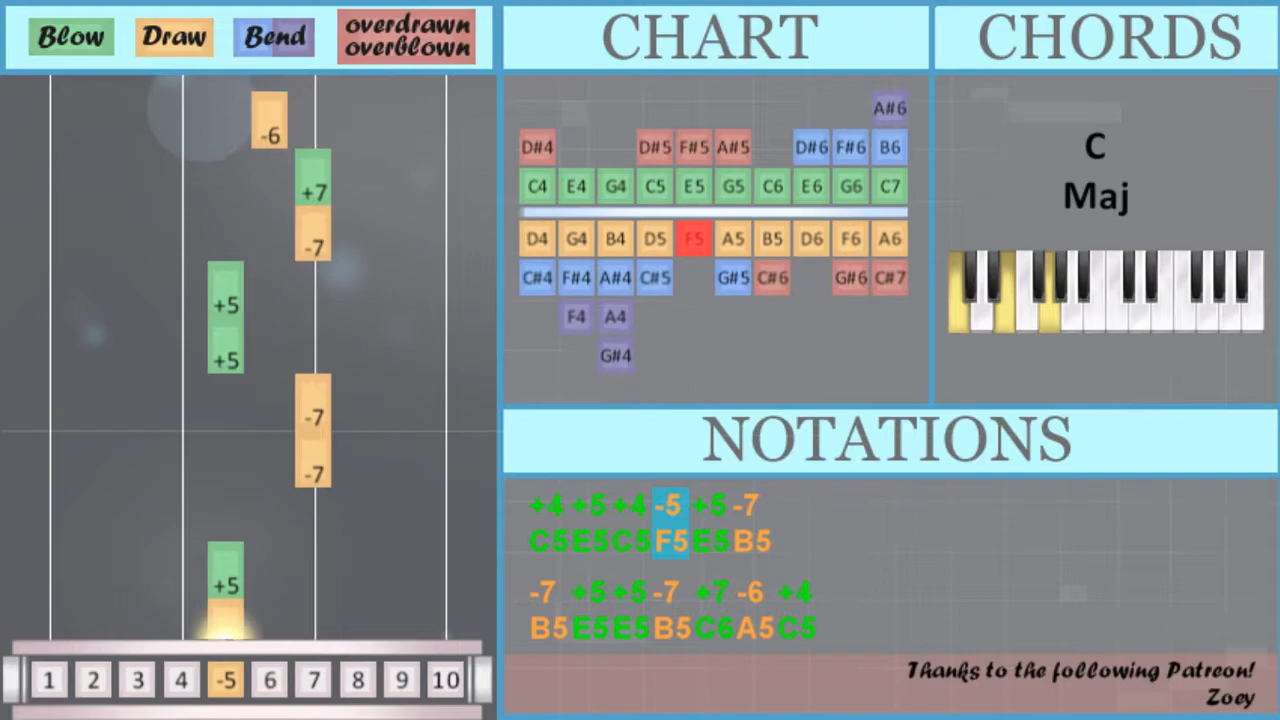 Blow Draw Bend overdrawn overblown
CHART
CHORDS
-6
+7
-7
+5
+5
-7
-7
+5
1 2 3 4 -5 6 7 8 9 10
A#6
D#4 D#5 F#5 A#5 D#6 F#6 B6
C4 E4 G4 C5 E5 G5 C6 E6 G6 C7
D4 G4 B4 D5 F5 A5 B5 D6 F6 A6
C#4 F#4 A#4 C#5 G#5 C#6 G#6 C#7
F4 A4
G#4
C
Maj
NOTATIONS
+4 +5 +4 -5 +5 -7
C5 E5 C5 F5 E5 B5
-7 +5 +5 -7 +7 -6 +4
B5 E5 E5 B5 C6 A5 C5
Thanks to the following Patreon!
Zoey